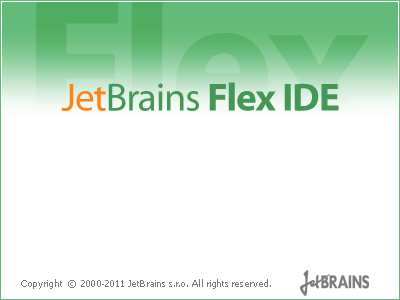 Flex
JetBrains Flex IDE
Copyright © 2000-2011 JetBrains s.r.o. All rights reserved.
JetBRAINS